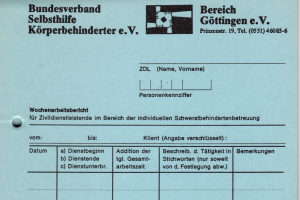 Bundesverband
Selbsthilfe
Körperbehinderter e.V.
Bereich
Göttingen e.V.
Prinzenstr. 19, Tel. (0551) 46085-6
ZDL (Name, Vorname)
Personenkennziffer
Wochenarbeitsbericht
für Zivildienstleistende im Bereich der individuellen Schwerstbehindertenbetreuung
vom: bis: Klient (Angabe verschlüsselt) :
Datum
a) Dienstbeginn
b) Dienstende
c) Dienstunterbr.
Addition der
tgl. Gesamt-
arbeitszeit
Beschreib. d. Tätigkeit in
Stichworten (nur soweit
von d. Festlegung abw.)
Bemerkungen